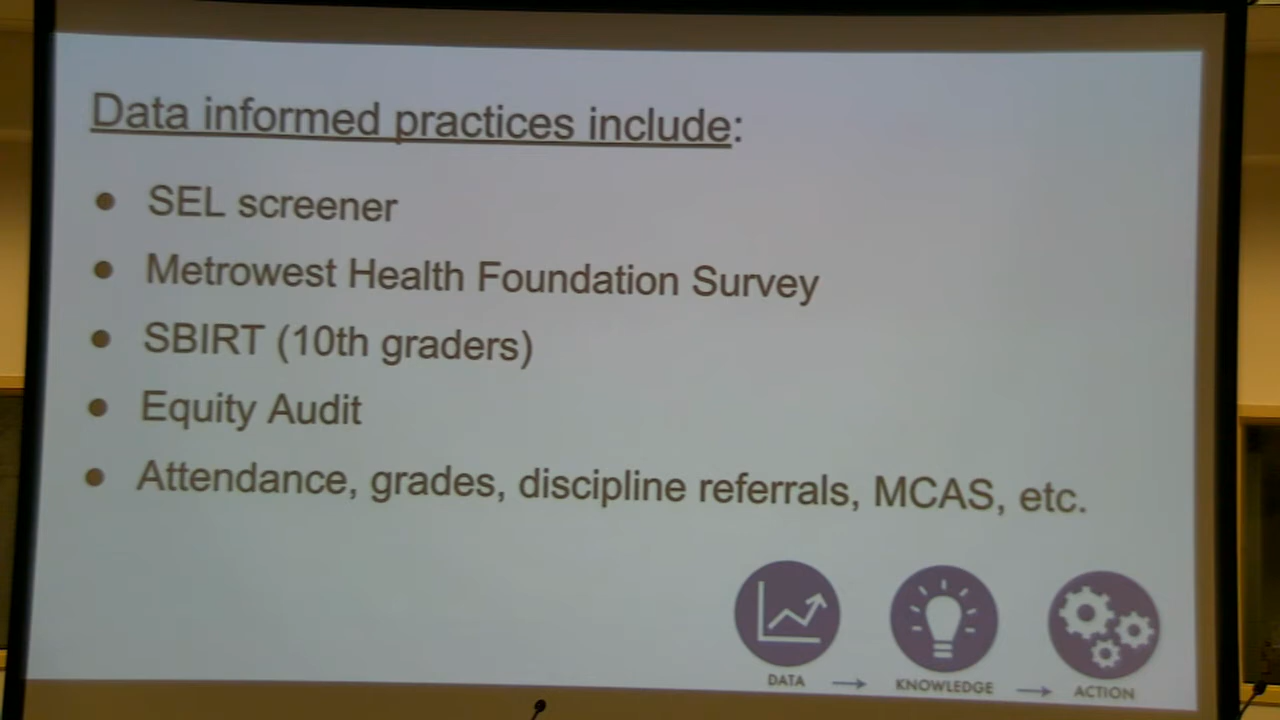 Data informed practices include:
● SEL screener
● Metrowest Health Foundation Survey
● SBIRT (10th graders)
● Equity Audit
● Attendance, grades, discipline referrals, MCAS, etc.
DATA → KNOWLEDGE → ACTION